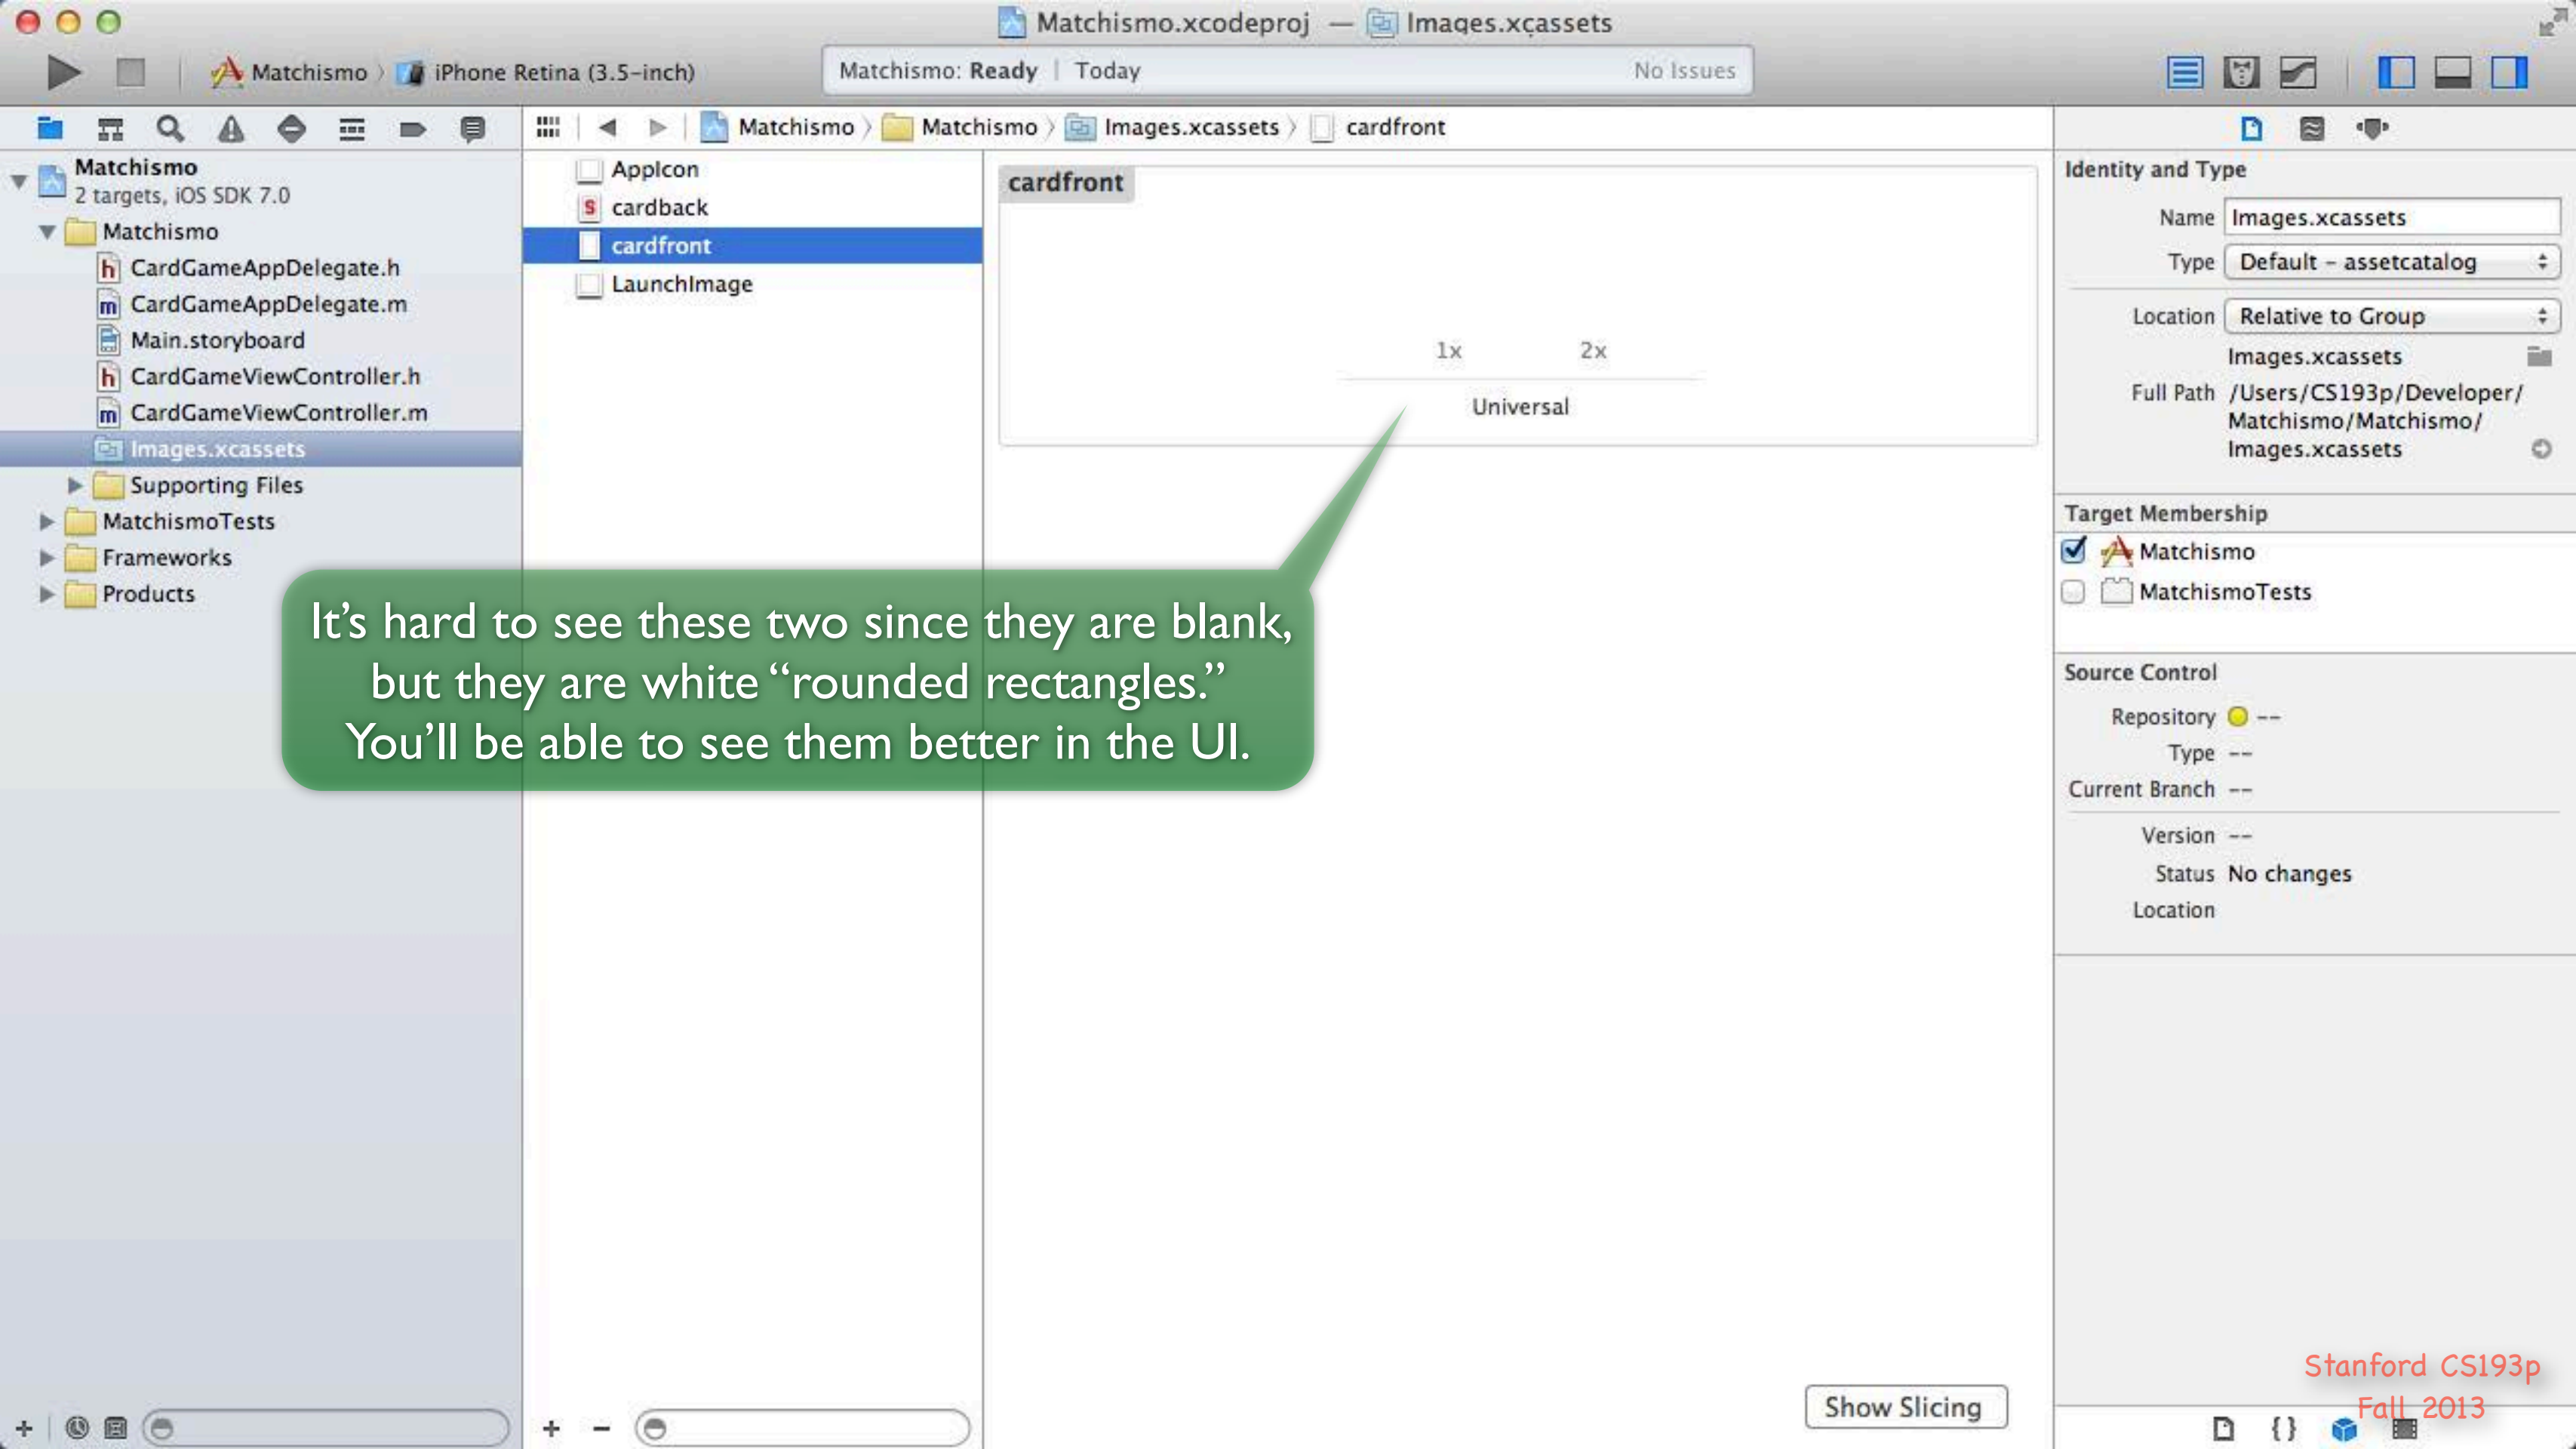 Matchismo.xcodeproj — Images.xcassets
Matchismo 〉 iPhone Retina (3.5-inch)
Matchismo: Ready | Today
No Issues
Matchismo 〉 Matchismo 〉 Images.xcassets 〉 cardfront
Matchismo
2 targets, iOS SDK 7.0
Matchismo
h CardGameAppDelegate.h
m CardGameAppDelegate.m
Main.storyboard
h CardGameViewController.h
m CardGameViewController.m
Images.xcassets
Supporting Files
MatchismoTests
Frameworks
Products
AppIcon
S cardback
cardfront
LaunchImage
cardfront
1x 2x
Universal
It's hard to see these two since they are blank,
but they are white “rounded rectangles.”
You'll be able to see them better in the UI.
Show Slicing
Identity and Type
Name Images.xcassets
Type Default - assetcatalog
Location Relative to Group
Images.xcassets
Full Path /Users/CS193p/Developer/
Matchismo/Matchismo/
Images.xcassets
Target Membership
Matchismo
MatchismoTests
Source Control
Repository --
Type --
Current Branch --
Version --
Status No changes
Location
Stanford CS193p
Fall 2013
{}